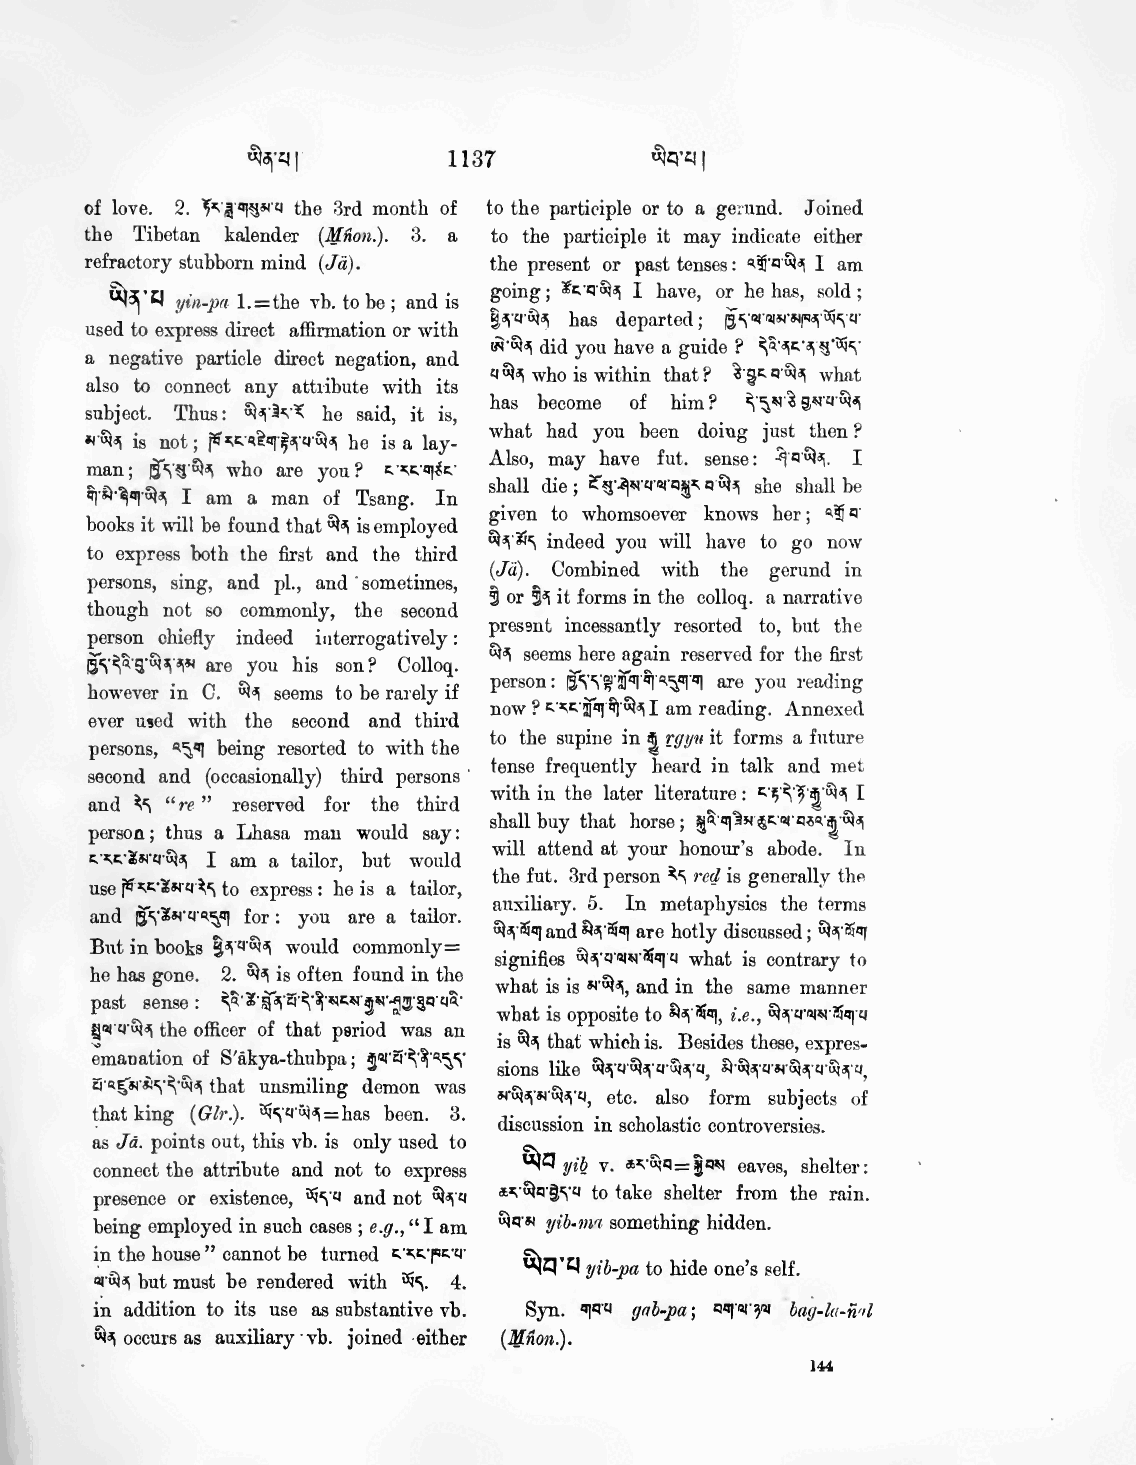 ཡིན་པ། 1137 ཡིབ་པ།
of love. 2. ཧོར་ཟླ་གསུམ་པ the 3rd month of
the Tibetan kalender (Mṅon.). 3. a
refractory stubborn mind (Jä).
ཡིན་པ yin-pa 1.=the vb. to be; and is
used to express direct affirmation or with
a negative particle direct negation, and
also to connect any attribute with its
subject. Thus: ཡིན་ཟེར་རོ he said, it is,
མ་ཡིན is not; ཁོ་རང་འཇིག་རྟེན་པ་ཡིན he is a lay-
man; ཁྱོད་སུ་ཡིན who are you? ང་རང་གཙང་
གི་མི་ཞིག་ཡིན I am a man of Tsang. In
books it will be found that ཡིན is employed
to express both the first and the third
persons, sing, and pl., and sometimes,
though not so commonly, the second
person chiefly indeed interrogatively:
ཁྱོད་དེའི་བུ་ཡིན་ནམ are you his son? Colloq.
however in C. ཡིན seems to be rarely if
ever used with the second and third
persons, འདུག being resorted to with the
second and (occasionally) third persons
and རེད “re” reserved for the third
person; thus a Lhasa man would say:
ང་རང་ཚེམ་པ་ཡིན I am a tailor, but would
use ཁོ་རང་ཚེམ་པ་རེད to express: he is a tailor,
and ཁྱོད་ཚེམ་པ་འདུག for: you are a tailor.
But in books ཕྱིན་པ་ཡིན would commonly=
he has gone. 2. ཡིན is often found in the
past sense: དེའི་ཚེ་བློན་པོ་དེ་ནི་སངས་རྒྱས་ཤཱཀྱ་ཐུབ་པའི་
སྤྲུལ་པ་ཡིན the officer of that period was an
emanation of S'âkya-thubpa; རྒྱལ་པོ་དེ་ནི་བདུད་
པོ་འཛུམ་མེད་དེ་ཡིན that unsmiling demon was
that king (Glr.). ཡོད་པ་ཡིན=has been. 3.
as Jä. points out, this vb. is only used to
connect the attribute and not to express
presence or existence, ཡོད་པ and not ཡིན་པ
being employed in such cases; e.g., “I am
in the house” cannot be turned ང་རང་ཁང་པ་
ལ་ཡིན but must be rendered with ཡོད. 4.
in addition to its use as substantive vb.
ཡིན occurs as auxiliary vb. joined either
to the participle or to a gerund. Joined
to the participle it may indicate either
the present or past tenses: འགྲོ་བ་ཡིན I am
going; ཚོང་བ་ཡིན I have, or he has, sold;
ཕྱིན་པ་ཡིན has departed; ཁྱོད་ལ་ལམ་མཁན་ཡོད་པ་
ཨེ་ཡིན did you have a guide? དེའི་ནང་ན་སུ་ཡོད་
པ་ཡིན who is within that? ཅི་བྱང་བ་ཡིན what
has become of him? ད་དུས་ཅི་བྱས་པ་ཡིན
what had you been doing just then?
Also, may have fut. sense: ཤི་བ་ཡིན. I
shall die; ངོ་སུ་ཤེས་པ་ལ་བསྐུར་བ་ཡིན she shall be
given to whomsoever knows her; འགྲོ་བ་
ཡིན་མོད indeed you will have to go now
(Jä). Combined with the gerund in
གྱི or གྱིན it forms in the colloq. a narrative
present incessantly resorted to, but the
ཡིན seems here again reserved for the first
person: ཁྱོད་ད་ལྟ་ཀློག་གི་འདུག་ག are you reading
now? ང་རང་ཀློག་གི་ཡིན I am reading. Annexed
to the supine in རྒྱུ rgyu it forms a future
tense frequently heard in talk and met
with in the later literature: ང་རྟ་དེ་ཉོ་རྒྱུ་ཡིན I
shall buy that horse; སྐུའི་གཟིམ་ཆུང་ལ་བཅའ་རྒྱུ་ཡིན
will attend at your honour's abode. In
the fut. 3rd person རེད red is generally the
auxiliary. 5. In metaphysics the terms
ཡིན་ལོག and མིན་ལོག are hotly discussed; ཡིན་ལོག
signifies ཡིན་པ་ལས་ལོག་པ what is contrary to
what is is མ་ཡིན, and in the same manner
what is opposite to མིན་ལོག, i.e., ཡིན་པ་ལས་ལོག་པ
is ཡིན that which is. Besides these, expres-
sions like ཡིན་པ་ཡིན་པ་ཡིན་པ, མི་ཡིན་པ་མ་ཡིན་པ་ཡིན་པ,
མ་ཡིན་མ་ཡིན་པ, etc. also form subjects of
discussion in scholastic controversies.
ཡིབ yib v. ཆར་ཡིབ=སྐྱིབས eaves, shelter:
ཆར་ཡིབ་བྱེད་པ to take shelter from the rain.
ཡིབ་མ yib-ma something hidden.
ཡིབ་པ yib-pa to hide one's self.
Syn. གབ་པ gab-pa; བག་ལ་ཉལ bag-la-ñal
(Mṅon.).
144